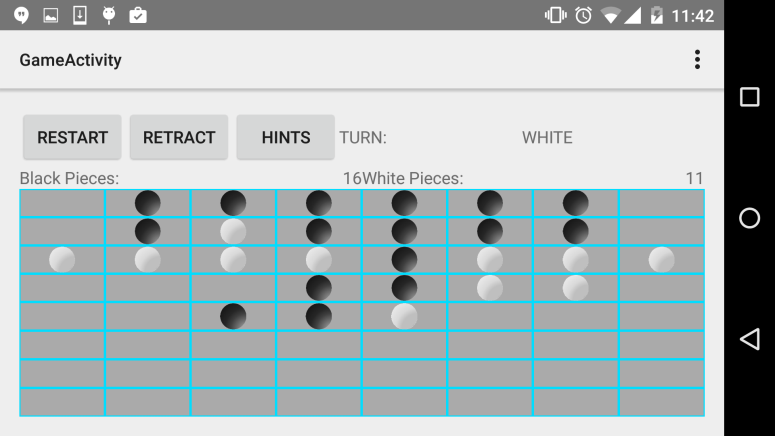 11:42
GameActivity
RESTART RETRACT HINTS TURN: WHITE
Black Pieces: 16White Pieces: 11